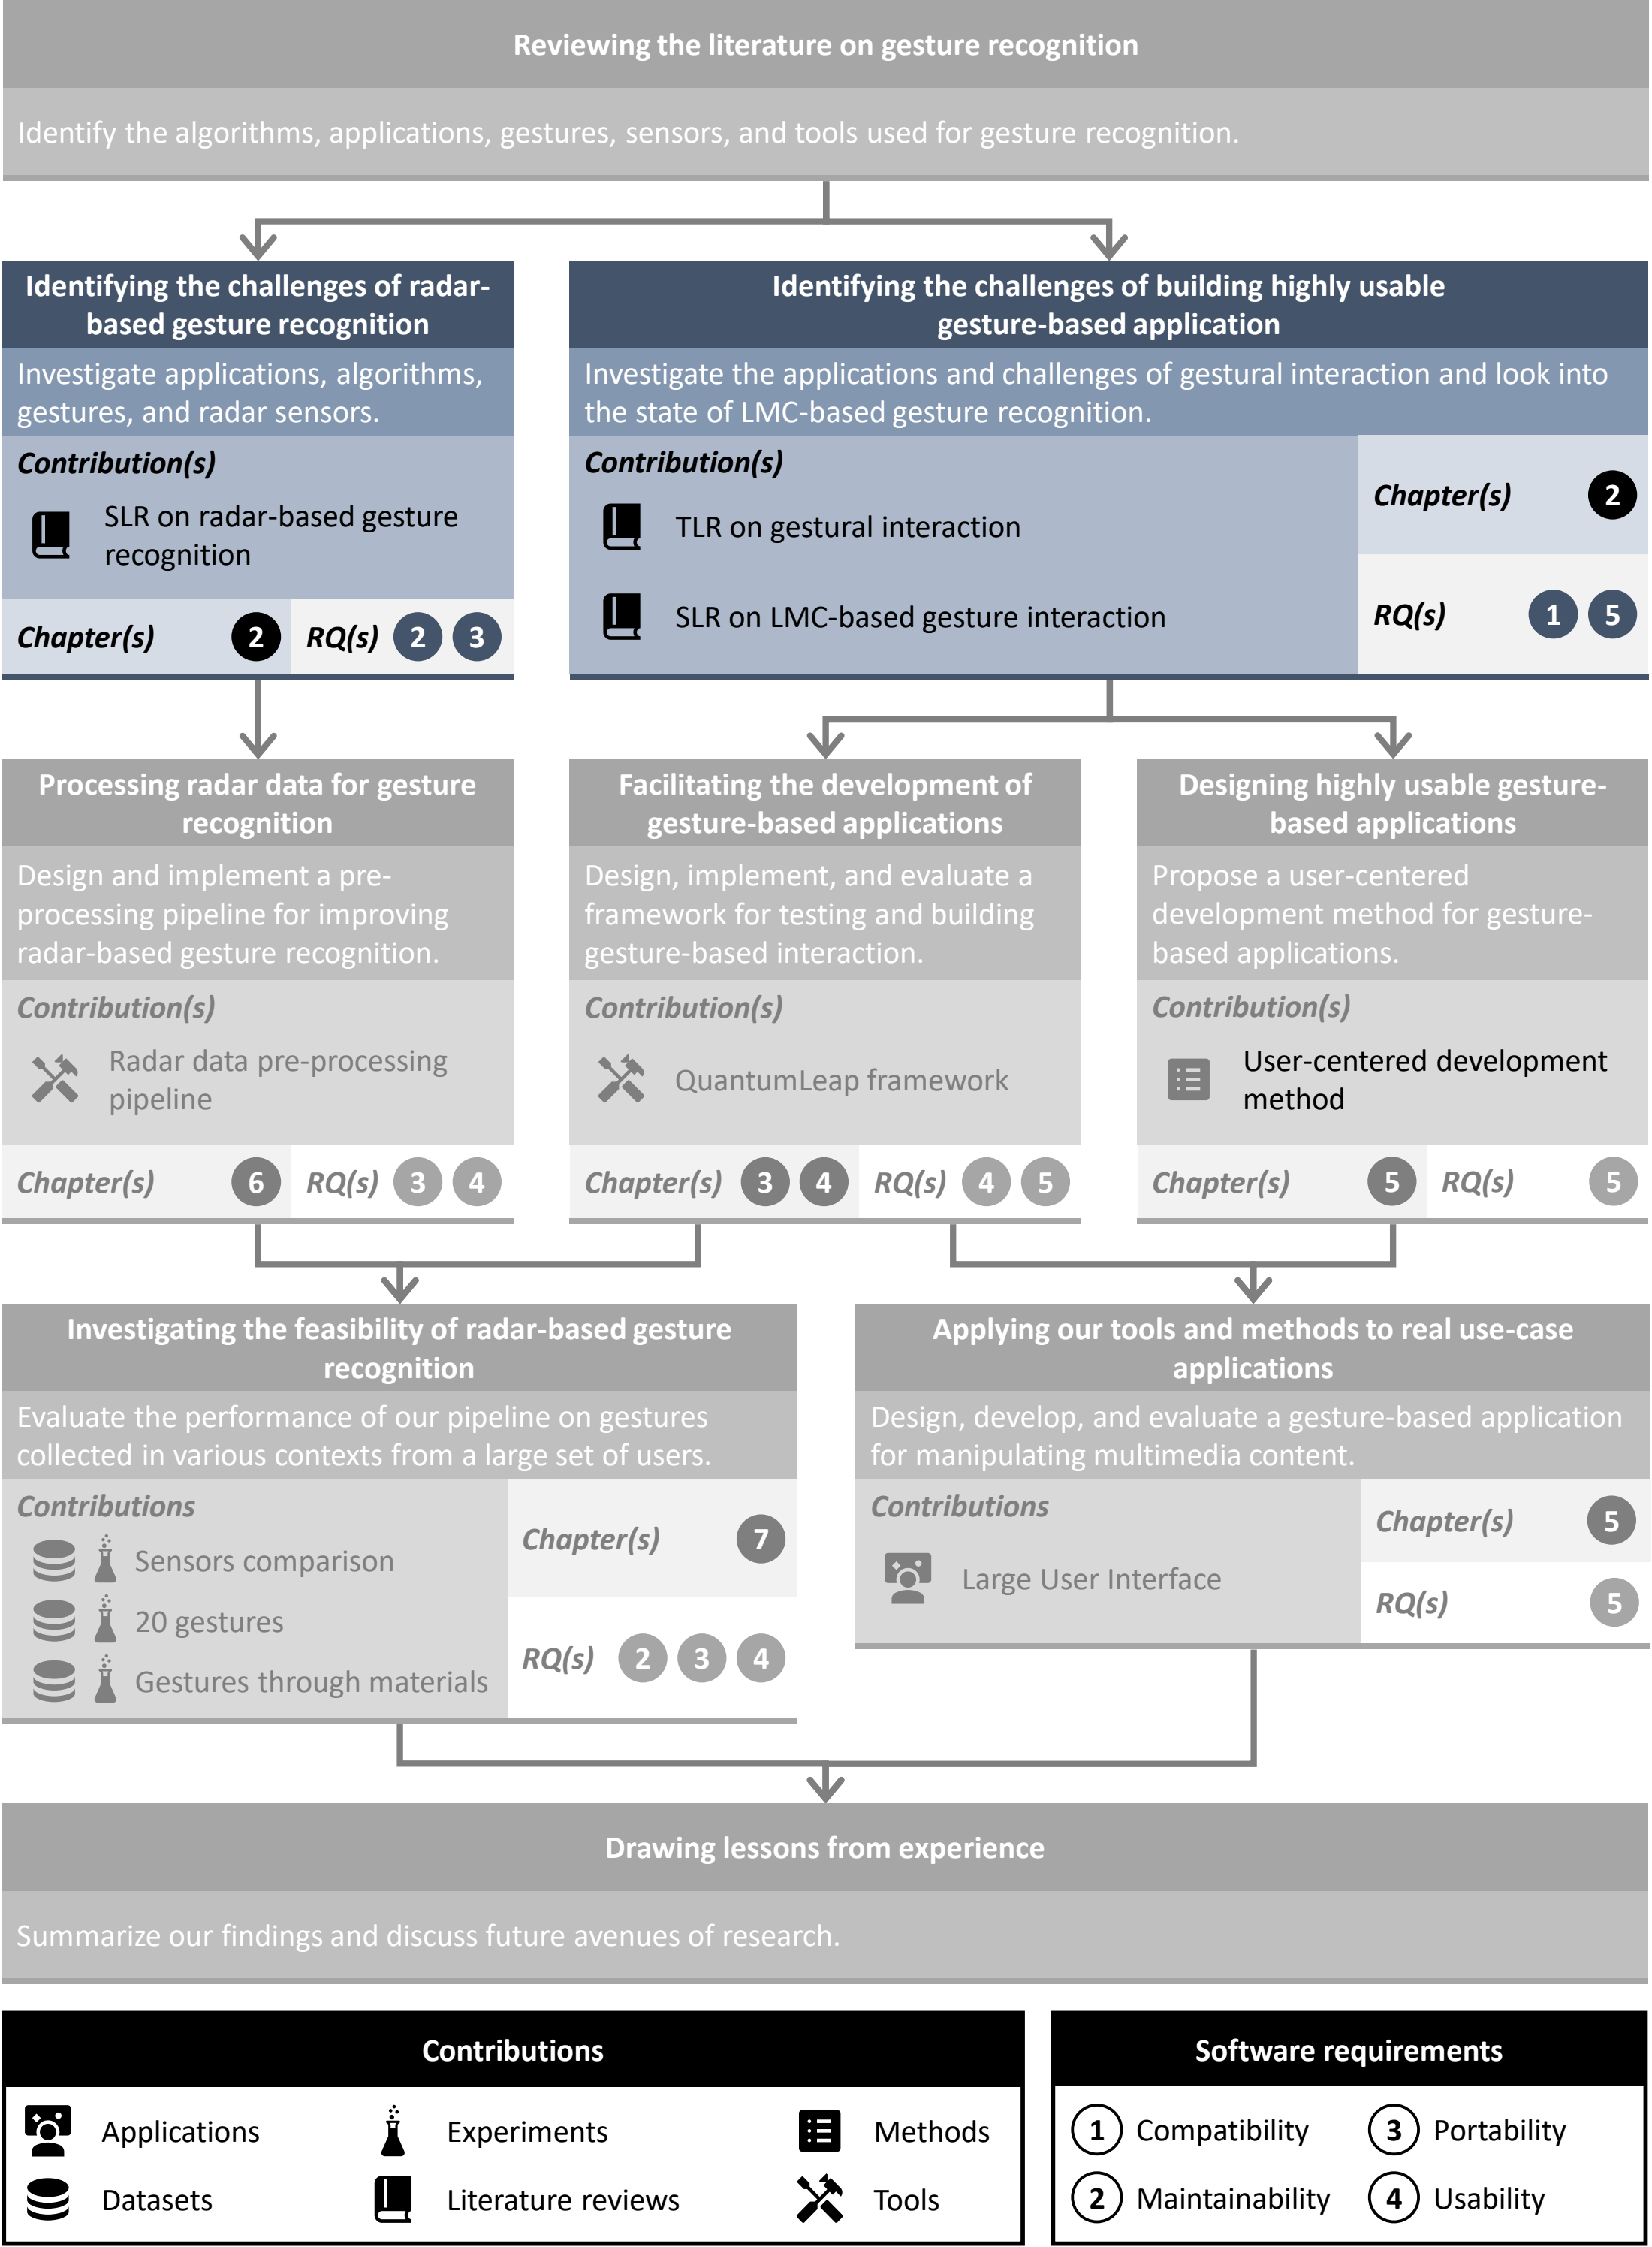 Reviewing the literature on gesture recognition
Identify the algorithms, applications, gestures, sensors, and tools used for gesture recognition.
Identifying the challenges of radar-
based gesture recognition
Investigate applications, algorithms,
gestures, and radar sensors.
Contribution(s)
SLR on radar-based gesture
recognition
Chapter(s) 2 RQ(s) 2 3
Identifying the challenges of building highly usable
gesture-based application
Investigate the applications and challenges of gestural interaction and look into
the state of LMC-based gesture recognition.
Contribution(s)
TLR on gestural interaction
SLR on LMC-based gesture interaction
Chapter(s) 2
RQ(s) 1 5
Processing radar data for gesture
recognition
Design and implement a pre-
processing pipeline for improving
radar-based gesture recognition.
Contribution(s)
Radar data pre-processing
pipeline
Chapter(s) 6 RQ(s) 3 4
Facilitating the development of
gesture-based applications
Design, implement, and evaluate a
framework for testing and building
gesture-based interaction.
Contribution(s)
QuantumLeap framework
Chapter(s) 3 4 RQ(s) 4 5
Designing highly usable gesture-
based applications
Propose a user-centered
development method for gesture-
based applications.
Contribution(s)
User-centered development
method
Chapter(s) 5 RQ(s) 5
Investigating the feasibility of radar-based gesture
recognition
Evaluate the performance of our pipeline on gestures
collected in various contexts from a large set of users.
Contributions
Sensors comparison
20 gestures
Gestures through materials
Chapter(s) 7
RQ(s) 2 3 4
Applying our tools and methods to real use-case
applications
Design, develop, and evaluate a gesture-based application
for manipulating multimedia content.
Contributions
Large User Interface
Chapter(s) 5
RQ(s) 5
Drawing lessons from experience
Summarize our findings and discuss future avenues of research.
Contributions
Applications Experiments Methods
Datasets Literature reviews Tools
Software requirements
1 Compatibility 3 Portability
2 Maintainability 4 Usability